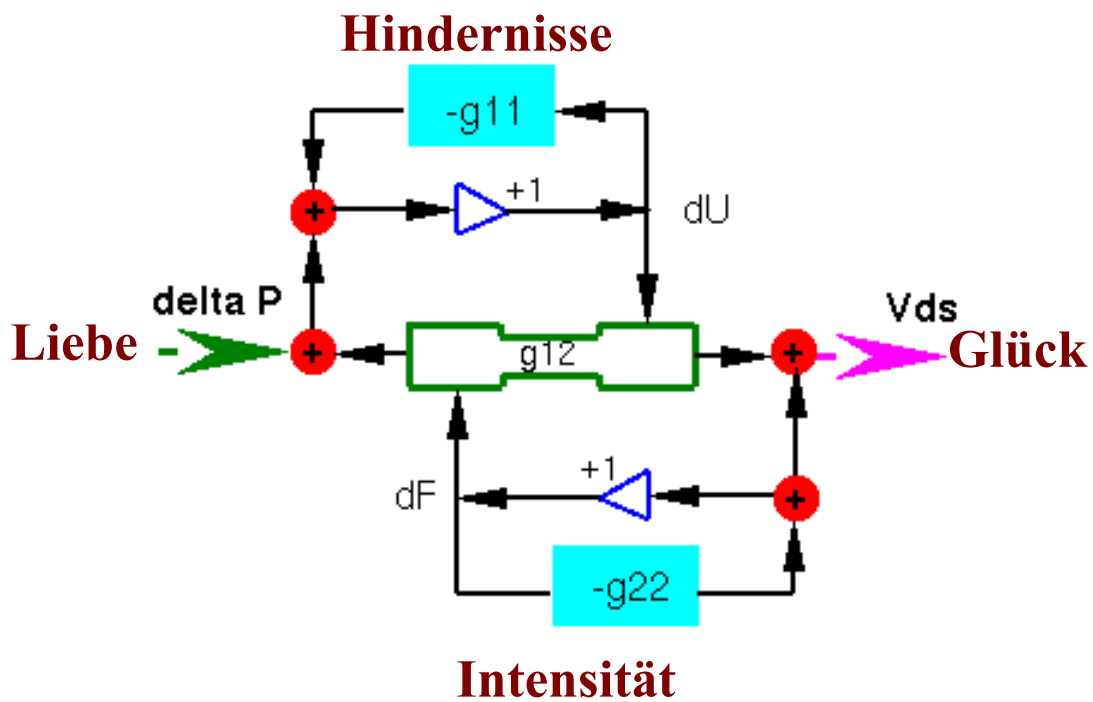 Hindernisse
-g11
+
+1
dU
delta P
Vds
Liebe
+
g12
+
Glück
+1
dF
+
-g22
Intensität